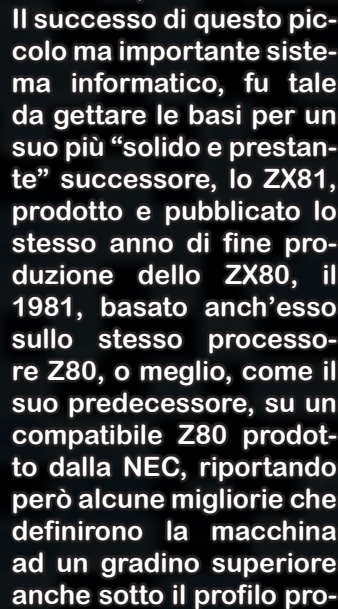 Il successo di questo pic-
colo ma importante siste-
ma informatico, fu tale
da gettare le basi per un
suo più “solido e prestan-
te” successore, lo ZX81,
prodotto e pubblicato lo
stesso anno di fine pro-
duzione dello ZX80, il
1981, basato anch’esso
sullo stesso processo-
re Z80, o meglio, come il
suo predecessore, su un
compatibile Z80 prodot-
to dalla NEC, riportando
però alcune migliorie che
definirono la macchina
ad un gradino superiore
anche sotto il profilo pro-